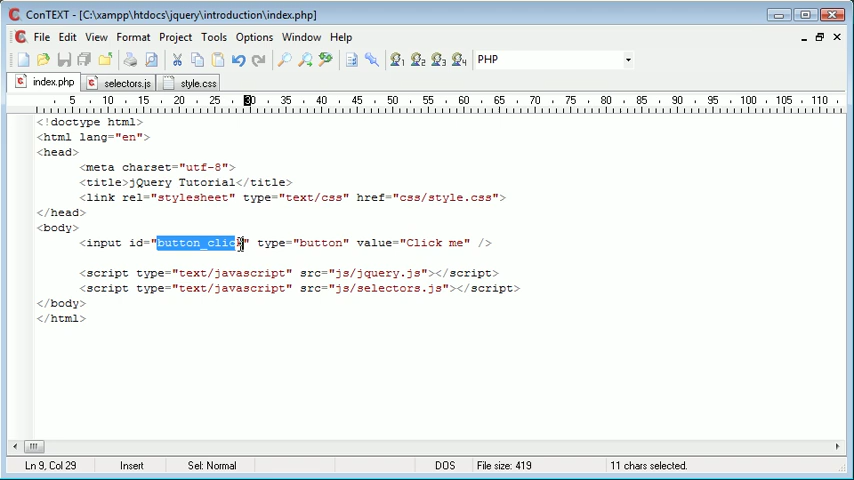 ConTEXT - [C:\xampp\htdocs\jquery\introduction\index.php]
File Edit View Format Project Tools Options Window Help
PHP
index.php selectors.js style.css
5 10 15 20 25 30 35 40 45 50 55 60 65 70 75 80 85 90 95 100 105 110
<!doctype html>
<html lang="en">
<head>
<meta charset="utf-8">
<title>jQuery Tutorial</title>
<link rel="stylesheet" type="text/css" href="css/style.css">
</head>
<body>
<input id="button_click" type="button" value="Click me" />
<script type="text/javascript" src="js/jquery.js"></script>
<script type="text/javascript" src="js/selectors.js"></script>
</body>
</html>
Ln 9, Col 29 Insert Sel: Normal DOS File size: 419 11 chars selected.